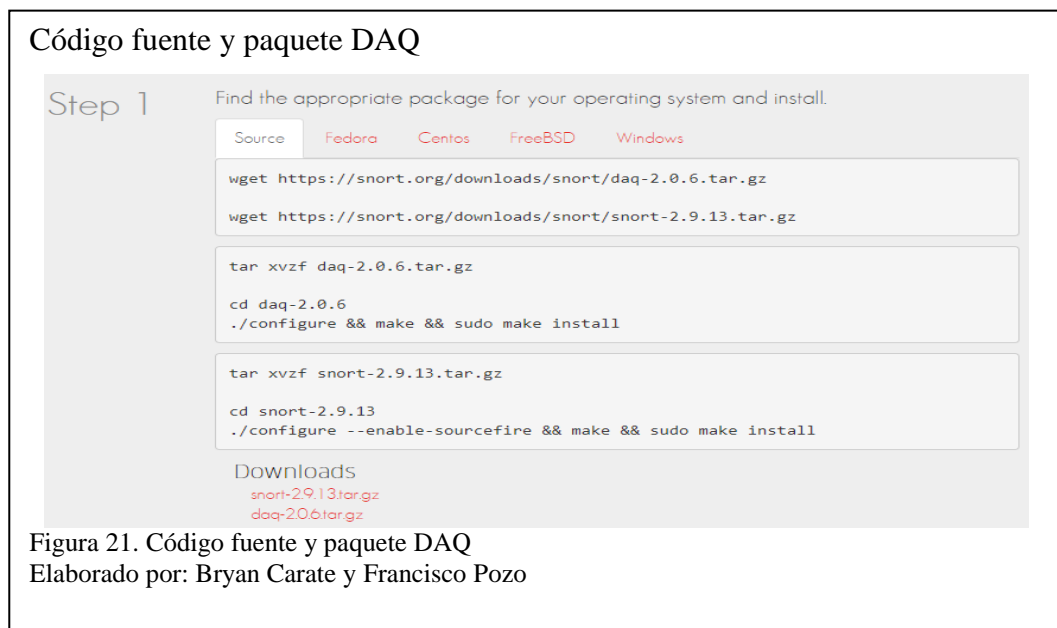 Código fuente y paquete DAQ
Step 1
Find the appropriate package for your operating system and install.
Source Fedora Centos FreeBSD Windows
wget https://snort.org/downloads/snort/daq-2.0.6.tar.gz
wget https://snort.org/downloads/snort/snort-2.9.13.tar.gz
tar xvzf daq-2.0.6.tar.gz
cd daq-2.0.6
./configure && make && sudo make install
tar xvzf snort-2.9.13.tar.gz
cd snort-2.9.13
./configure --enable-sourcefire && make && sudo make install
Downloads
snort-2.9.13.tar.gz
daq-2.0.6.tar.gz
Figura 21. Código fuente y paquete DAQ
Elaborado por: Bryan Carate y Francisco Pozo